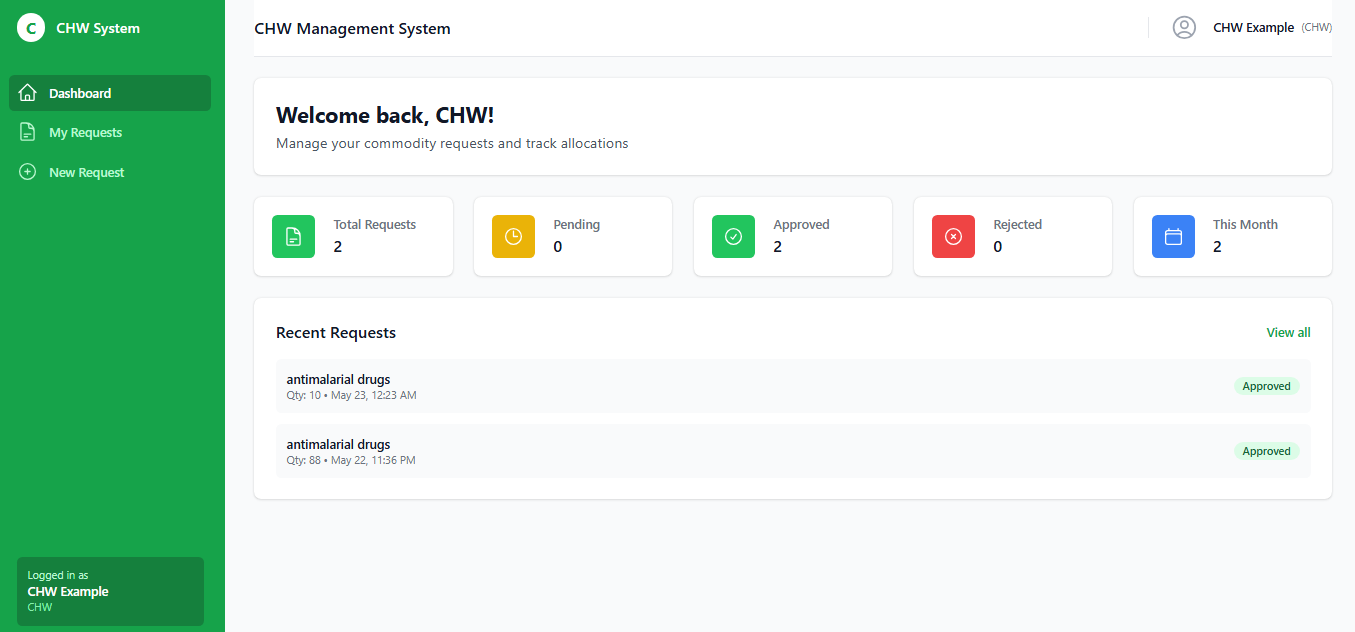 C
CHW System
Dashboard
My Requests
New Request
Logged in as
CHW Example
CHW
CHW Management System
CHW Example (CHW)
Welcome back, CHW!
Manage your commodity requests and track allocations
Total Requests
2
Pending
0
Approved
2
Rejected
0
This Month
2
Recent Requests
View all
antimalarial drugs
Qty: 10 • May 23, 12:23 AM
Approved
antimalarial drugs
Qty: 88 • May 22, 11:36 PM
Approved